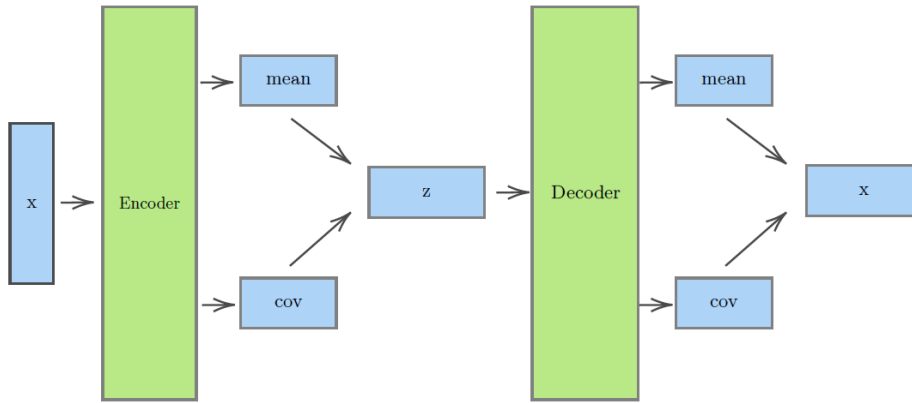 x
Encoder
mean
cov
z
Decoder
mean
cov
x